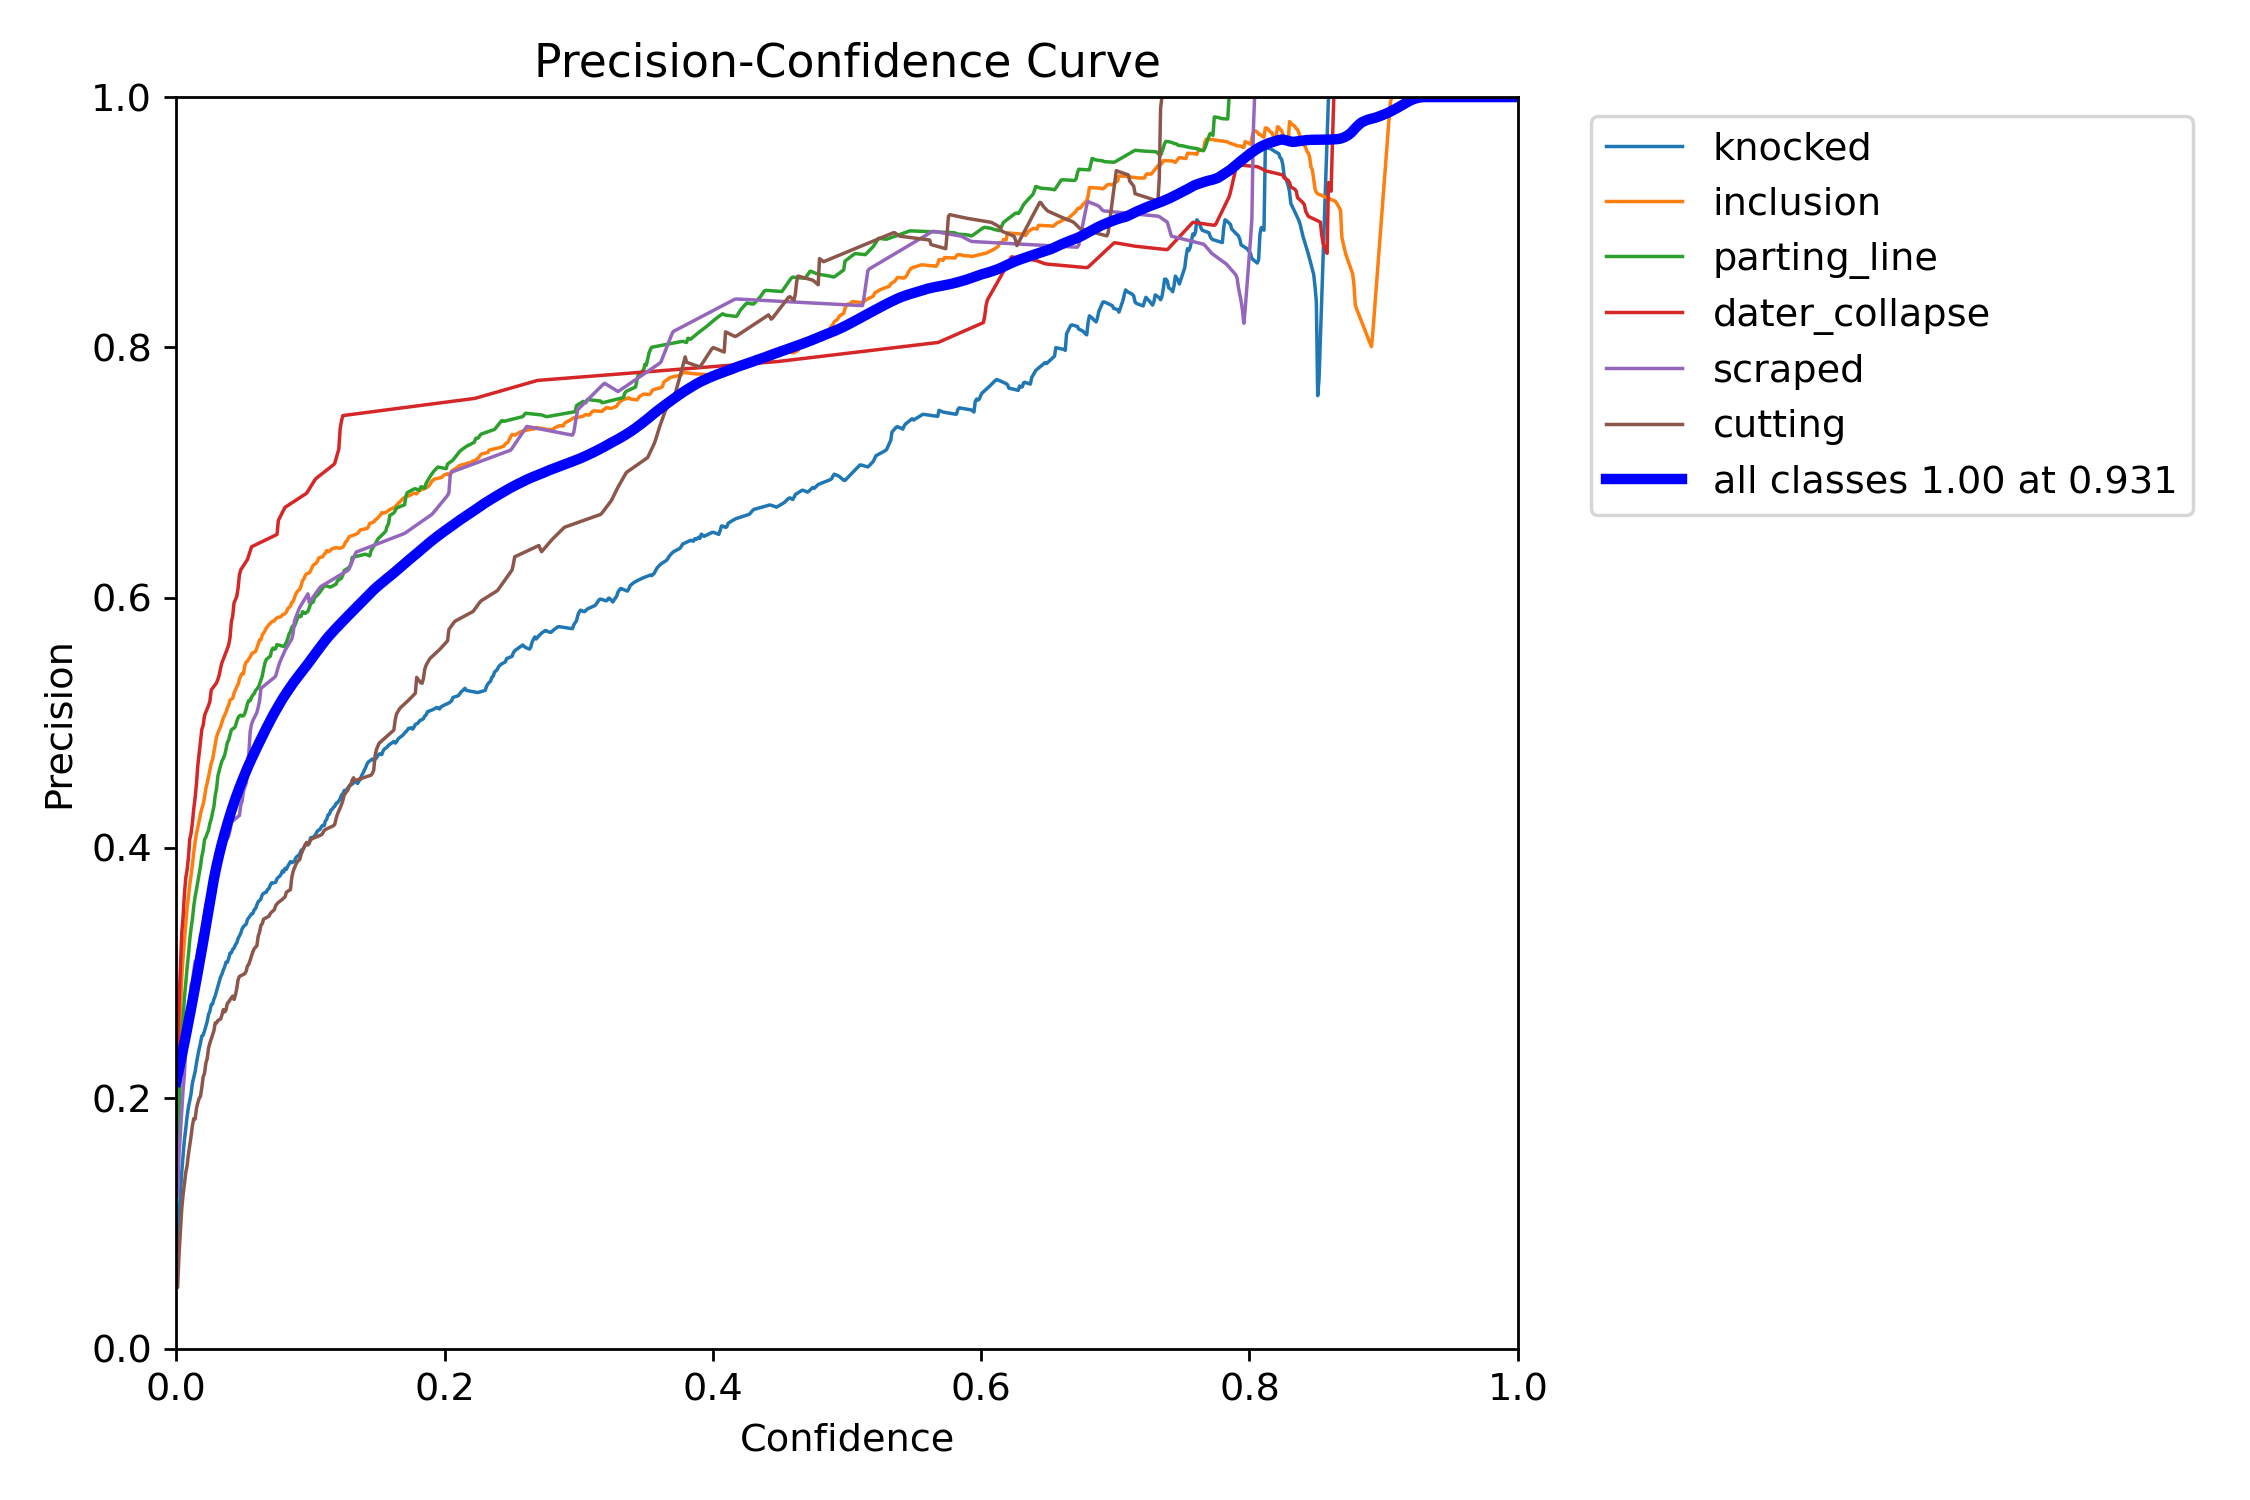 Precision-Confidence Curve
1.0
0.8
0.6
0.4
0.2
0.0
Precision
0.0 0.2 0.4 0.6 0.8 1.0
Confidence
knocked
inclusion
parting_line
dater_collapse
scraped
cutting
all classes 1.00 at 0.931